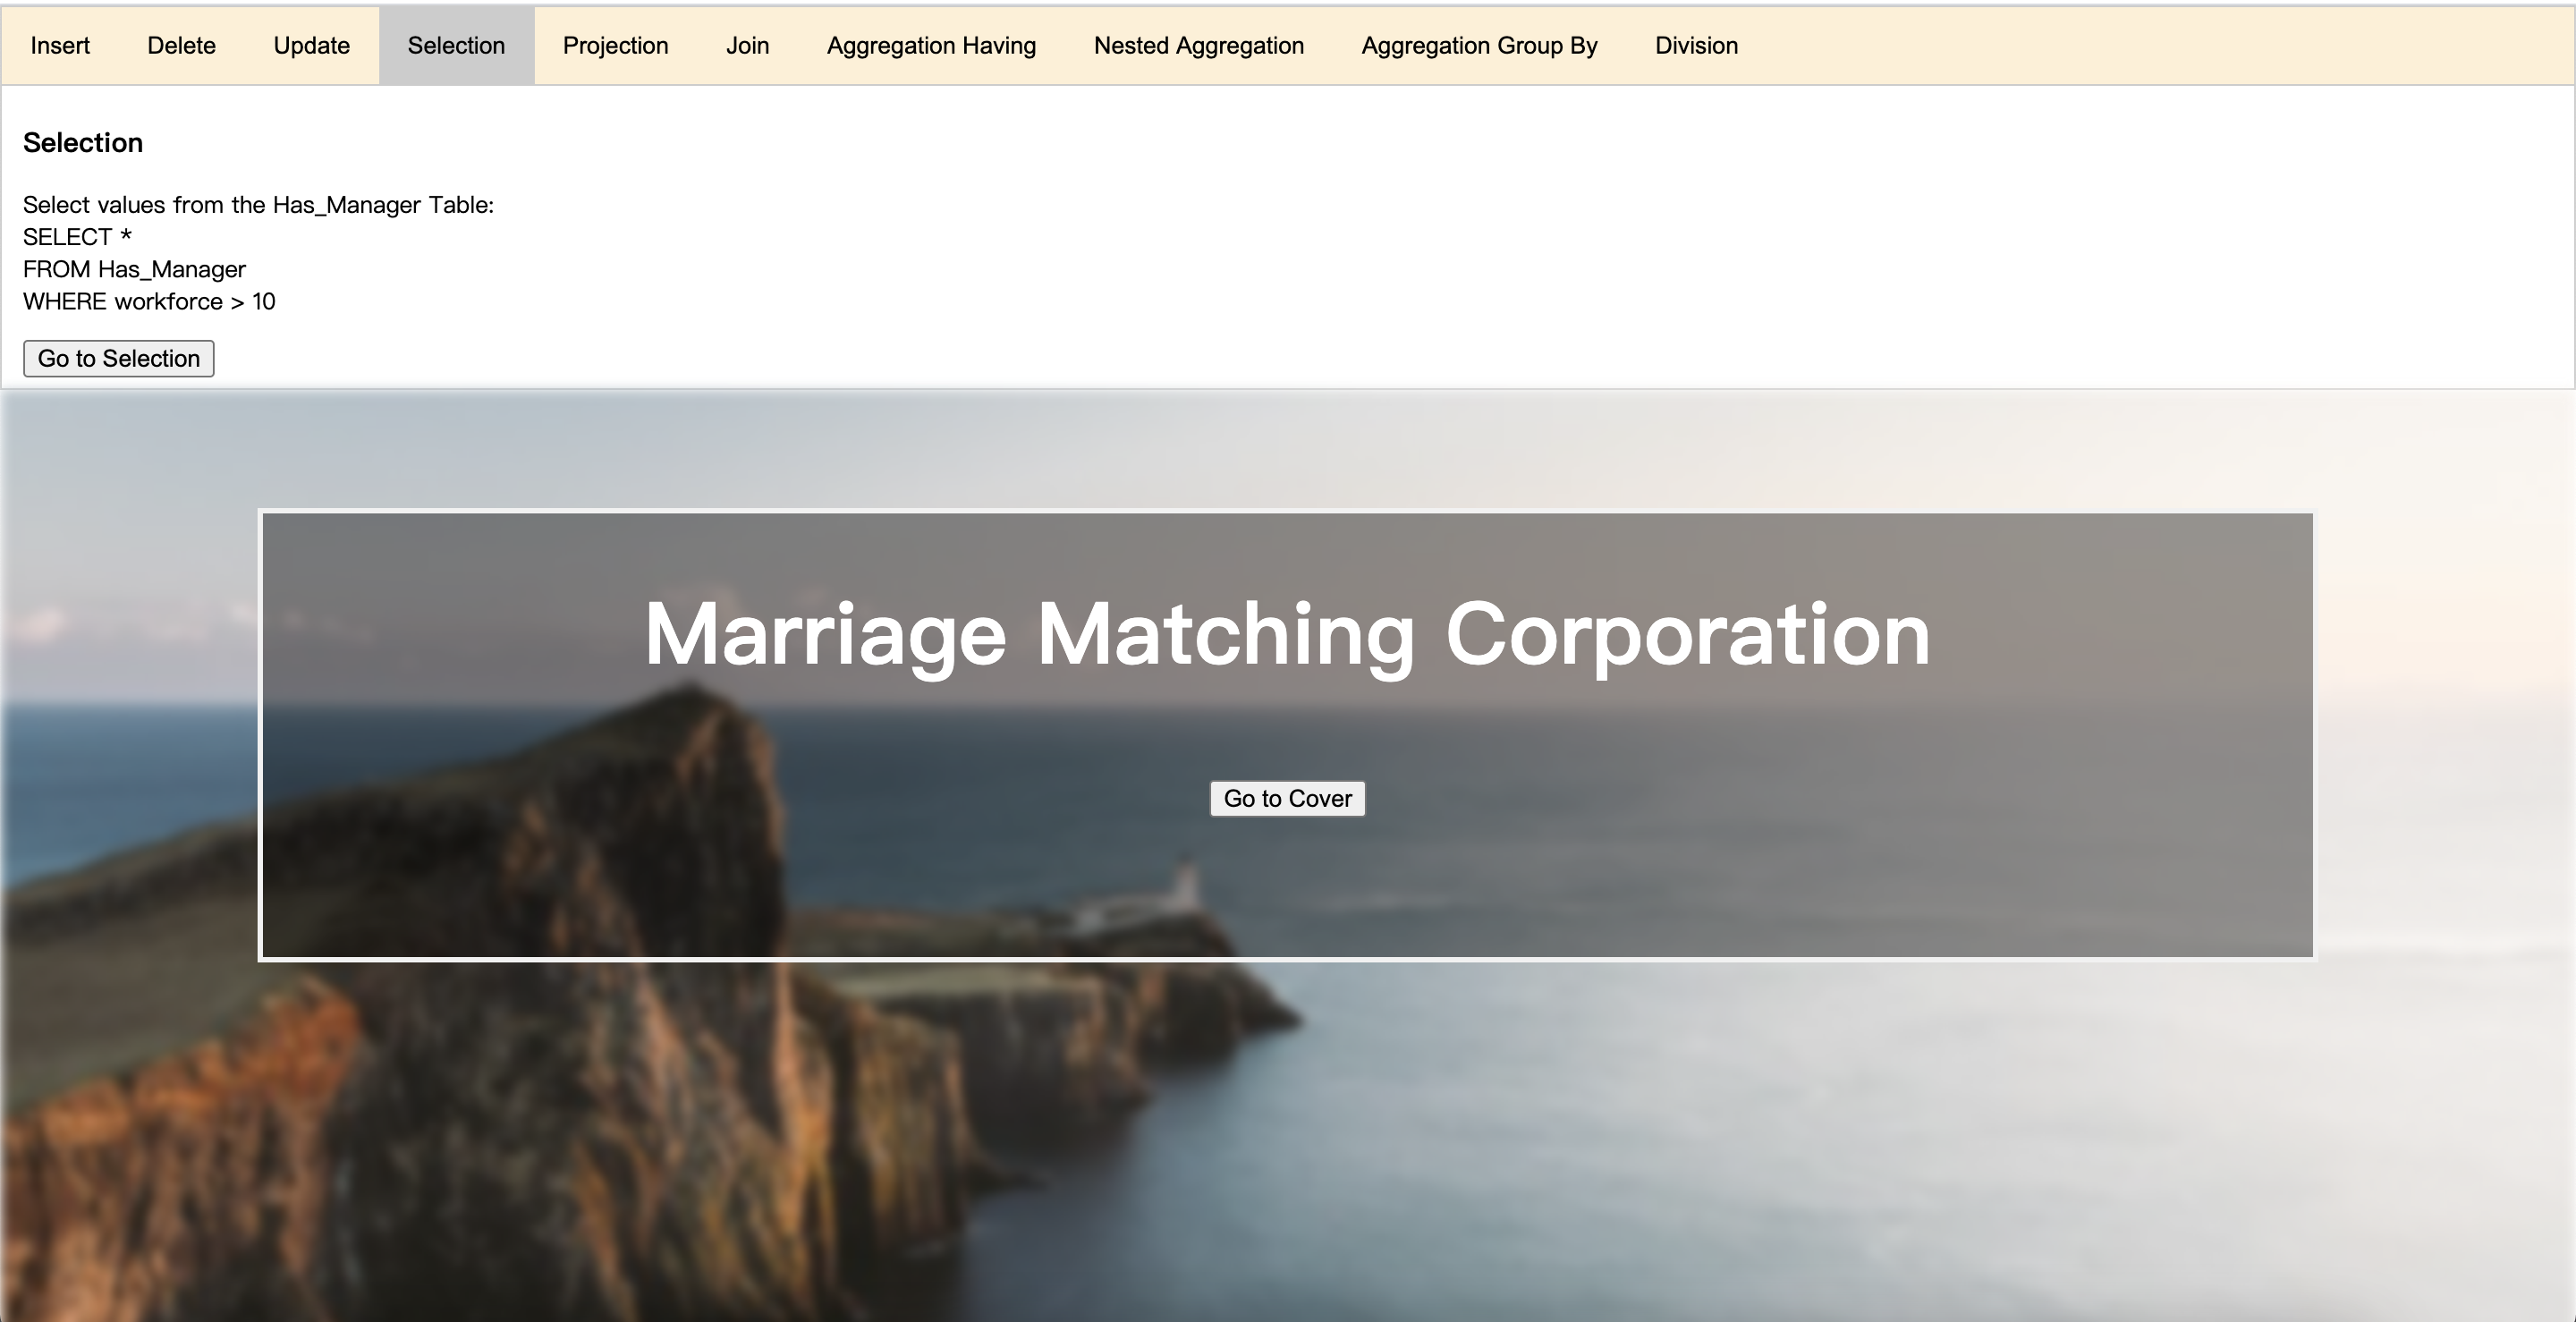 Insert Delete Update Selection Projection Join Aggregation Having Nested Aggregation Aggregation Group By Division
Selection
Select values from the Has_Manager Table:
SELECT *
FROM Has_Manager
WHERE workforce > 10
Go to Selection
Marriage Matching Corporation
Go to Cover